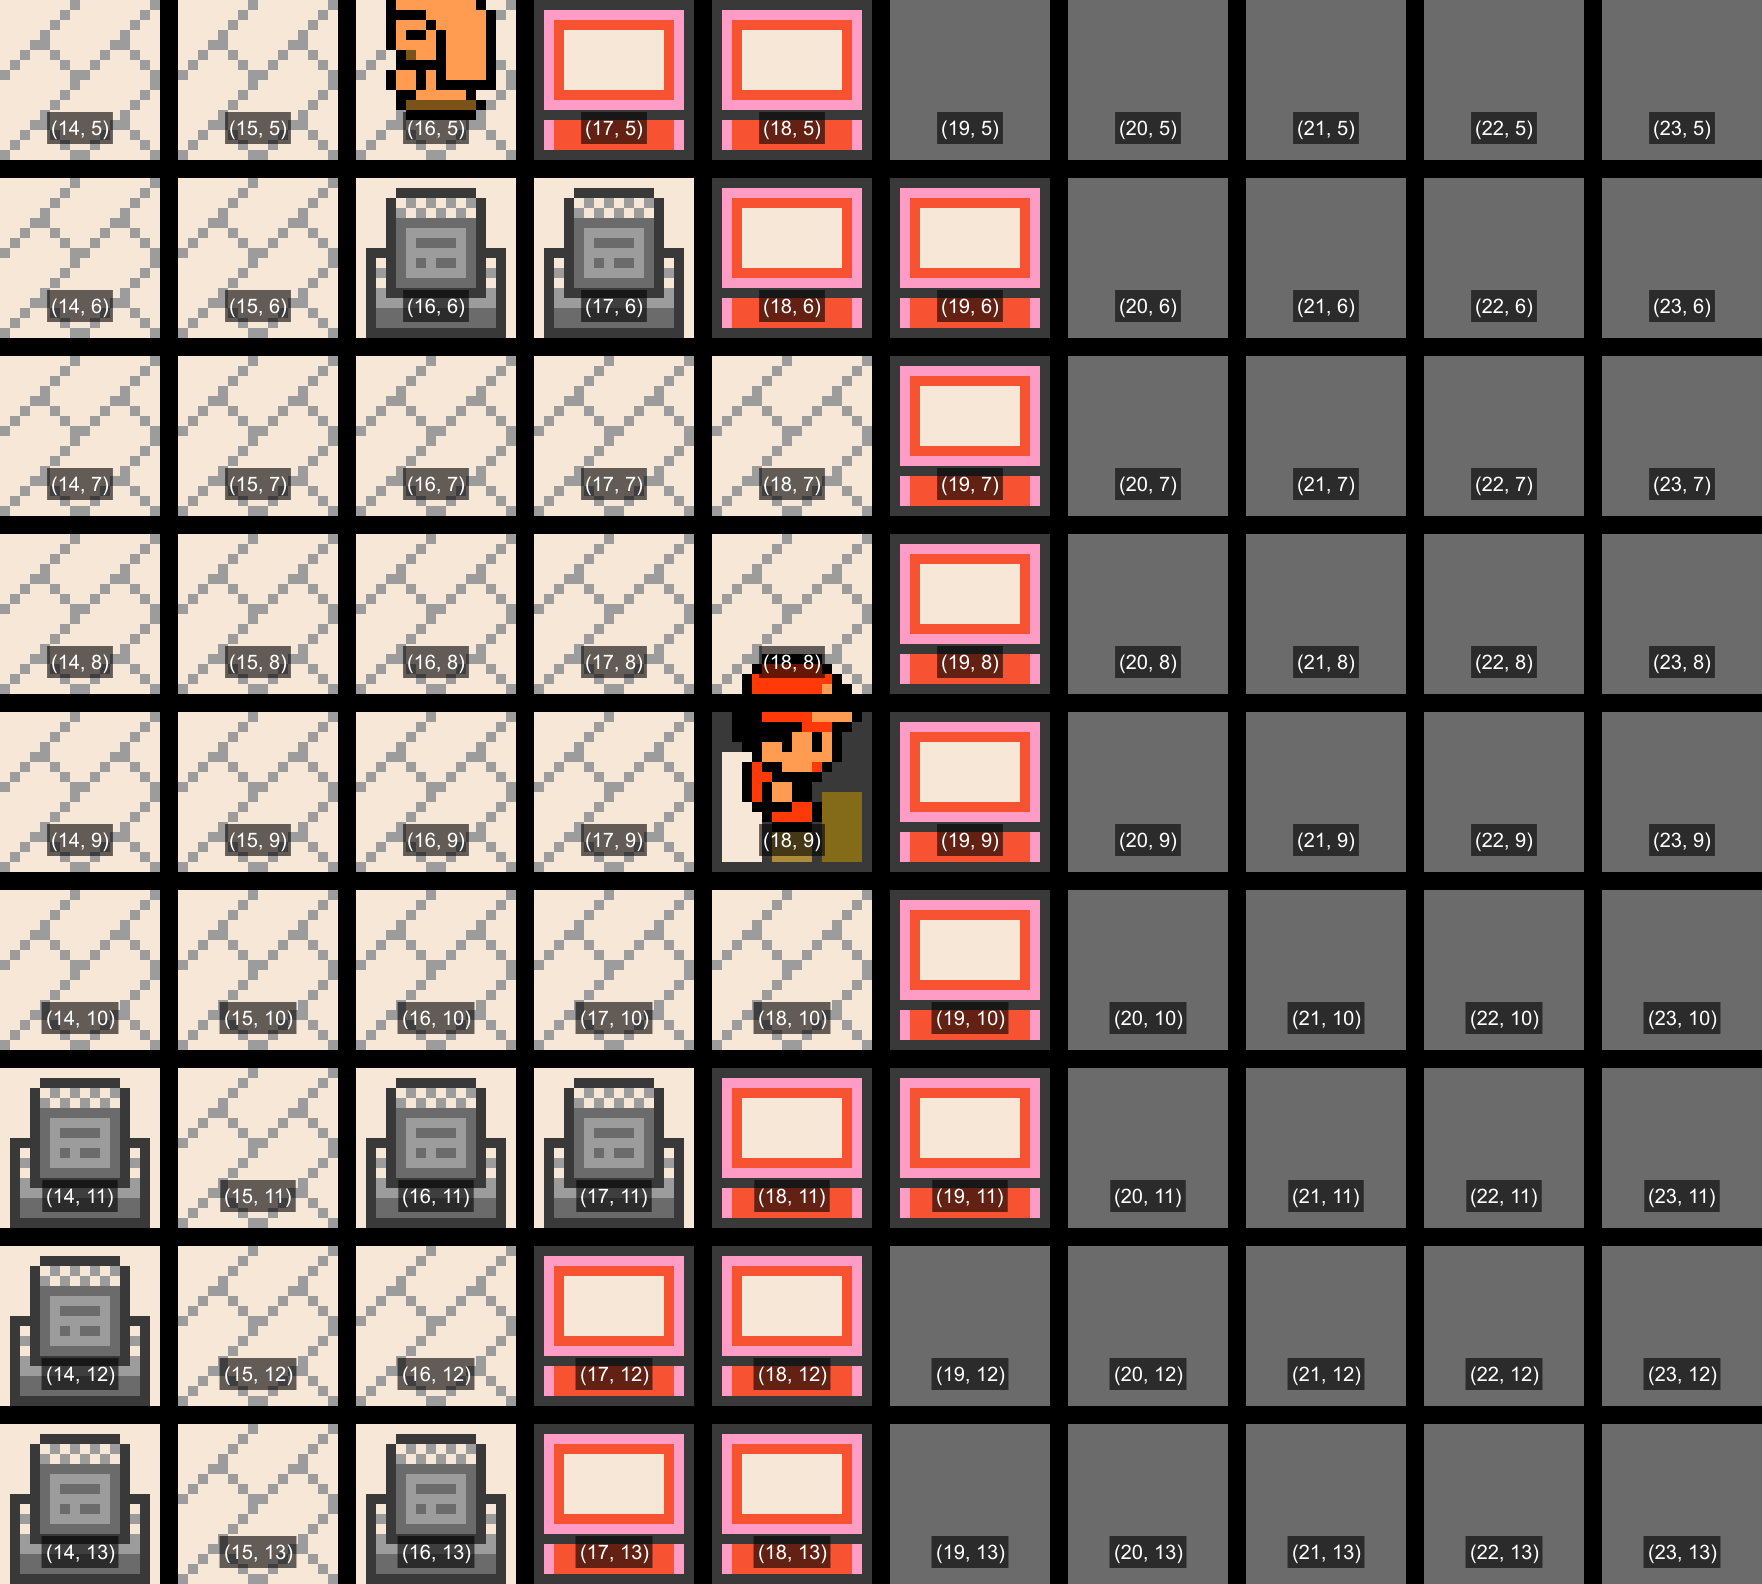 (14, 5) (15, 5) (16, 5) (17, 5) (18, 5) (19, 5) (20, 5) (21, 5) (22, 5) (23, 5)
(14, 6) (15, 6) (16, 6) (17, 6) (18, 6) (19, 6) (20, 6) (21, 6) (22, 6) (23, 6)
(14, 7) (15, 7) (16, 7) (17, 7) (18, 7) (19, 7) (20, 7) (21, 7) (22, 7) (23, 7)
(14, 8) (15, 8) (16, 8) (17, 8) (18, 8) (19, 8) (20, 8) (21, 8) (22, 8) (23, 8)
(14, 9) (15, 9) (16, 9) (17, 9) (18, 9) (19, 9) (20, 9) (21, 9) (22, 9) (23, 9)
(14, 10) (15, 10) (16, 10) (17, 10) (18, 10) (19, 10) (20, 10) (21, 10) (22, 10) (23, 10)
(14, 11) (15, 11) (16, 11) (17, 11) (18, 11) (19, 11) (20, 11) (21, 11) (22, 11) (23, 11)
(14, 12) (15, 12) (16, 12) (17, 12) (18, 12) (19, 12) (20, 12) (21, 12) (22, 12) (23, 12)
(14, 13) (15, 13) (16, 13) (17, 13) (18, 13) (19, 13) (20, 13) (21, 13) (22, 13) (23, 13)